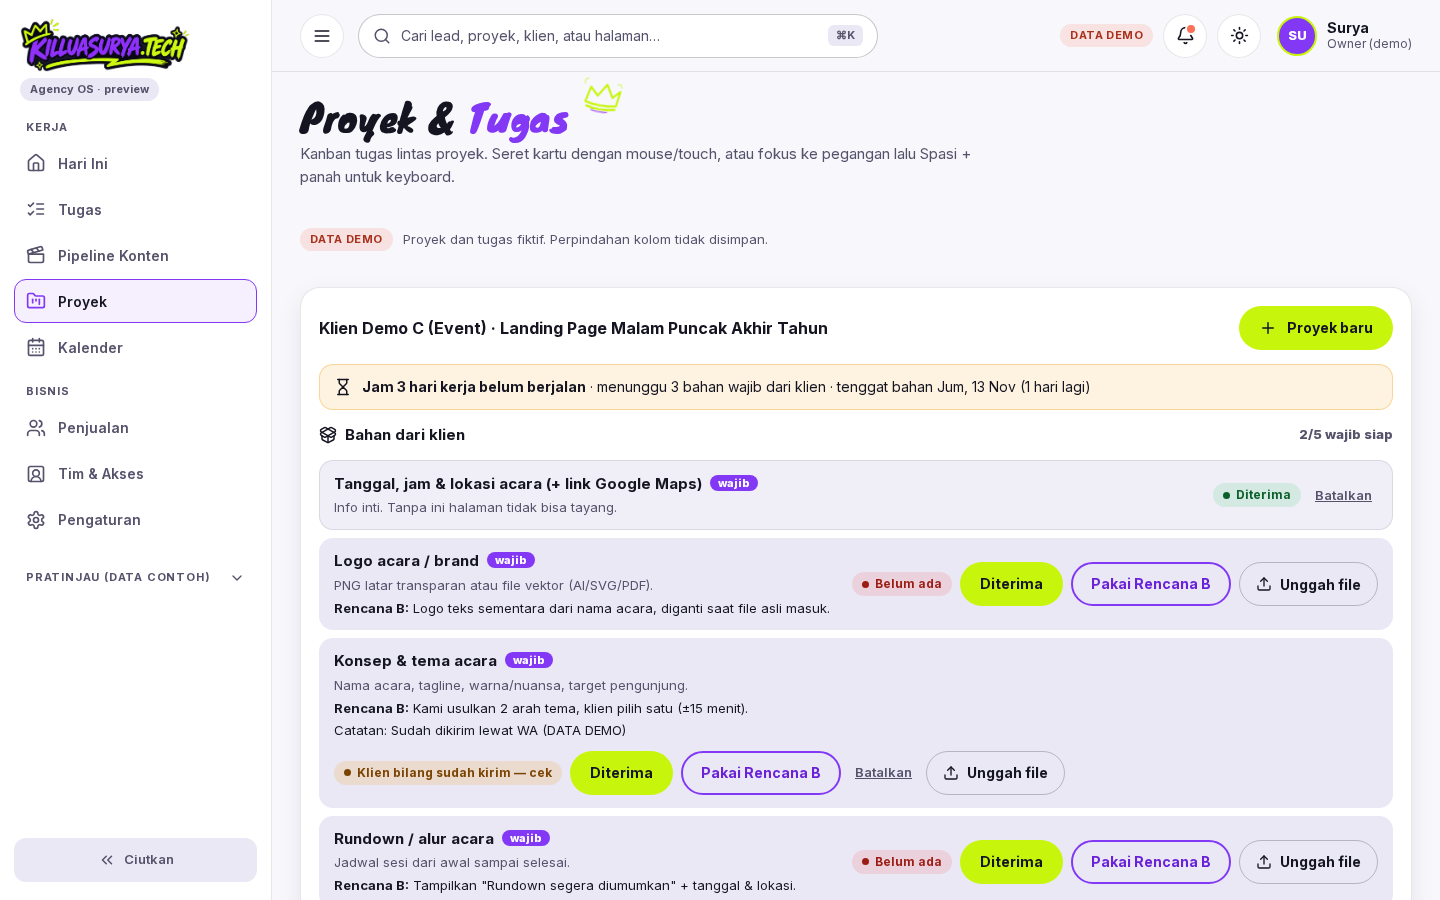 KILLUASURYA.TECH
Agency OS · preview
KERJA
Hari Ini
Tugas
Pipeline Konten
Proyek
Kalender
BISNIS
Penjualan
Tim & Akses
Pengaturan
PRATINJAU (DATA CONTOH)
Ciutkan
Cari lead, proyek, klien, atau halaman…
⌘K
DATA DEMO
SU
Surya
Owner (demo)
Proyek & Tugas
Kanban tugas lintas proyek. Seret kartu dengan mouse/touch, atau fokus ke pegangan lalu Spasi +
panah untuk keyboard.
DATA DEMO Proyek dan tugas fiktif. Perpindahan kolom tidak disimpan.
Klien Demo C (Event) · Landing Page Malam Puncak Akhir Tahun
Proyek baru
Jam 3 hari kerja belum berjalan · menunggu 3 bahan wajib dari klien · tenggat bahan Jum, 13 Nov (1 hari lagi)
Bahan dari klien
2/5 wajib siap
Tanggal, jam & lokasi acara (+ link Google Maps) wajib
Info inti. Tanpa ini halaman tidak bisa tayang.
Diterima Batalkan
Logo acara / brand wajib
PNG latar transparan atau file vektor (AI/SVG/PDF).
Rencana B: Logo teks sementara dari nama acara, diganti saat file asli masuk.
Belum ada Diterima Pakai Rencana B Unggah file
Konsep & tema acara wajib
Nama acara, tagline, warna/nuansa, target pengunjung.
Rencana B: Kami usulkan 2 arah tema, klien pilih satu (±15 menit).
Catatan: Sudah dikirim lewat WA (DATA DEMO)
Klien bilang sudah kirim — cek Diterima Pakai Rencana B Batalkan Unggah file
Rundown / alur acara wajib
Jadwal sesi dari awal sampai selesai.
Rencana B: Tampilkan "Rundown segera diumumkan" + tanggal & lokasi.
Belum ada Diterima Pakai Rencana B Unggah file